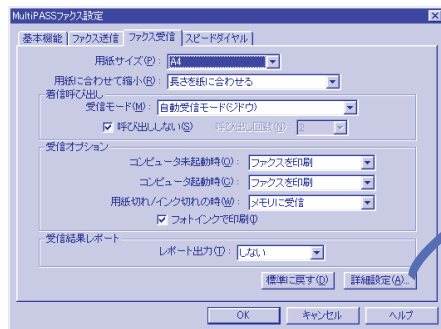 MultiPASSファクス設定
基本機能 ファクス送信 ファクス受信 スピードダイヤル
用紙サイズ(P): A4
用紙に合わせて縮小(R): 長さを紙に合わせる
着信呼び出し
受信モード(M): 自動受信モード(ジドウ)
呼び出ししない(S) 呼び出し回数(N) 2
受信オプション
コンピュータ未起動時(O): ファクスを印刷
コンピュータ起動時(C): ファクスを印刷
用紙切れ/インク切れの時(W): メモリに受信
フォトインクで印刷(I)
受信結果レポート
レポート出力(T): しない
標準に戻す(D) 詳細設定(A)...
OK キャンセル ヘルプ